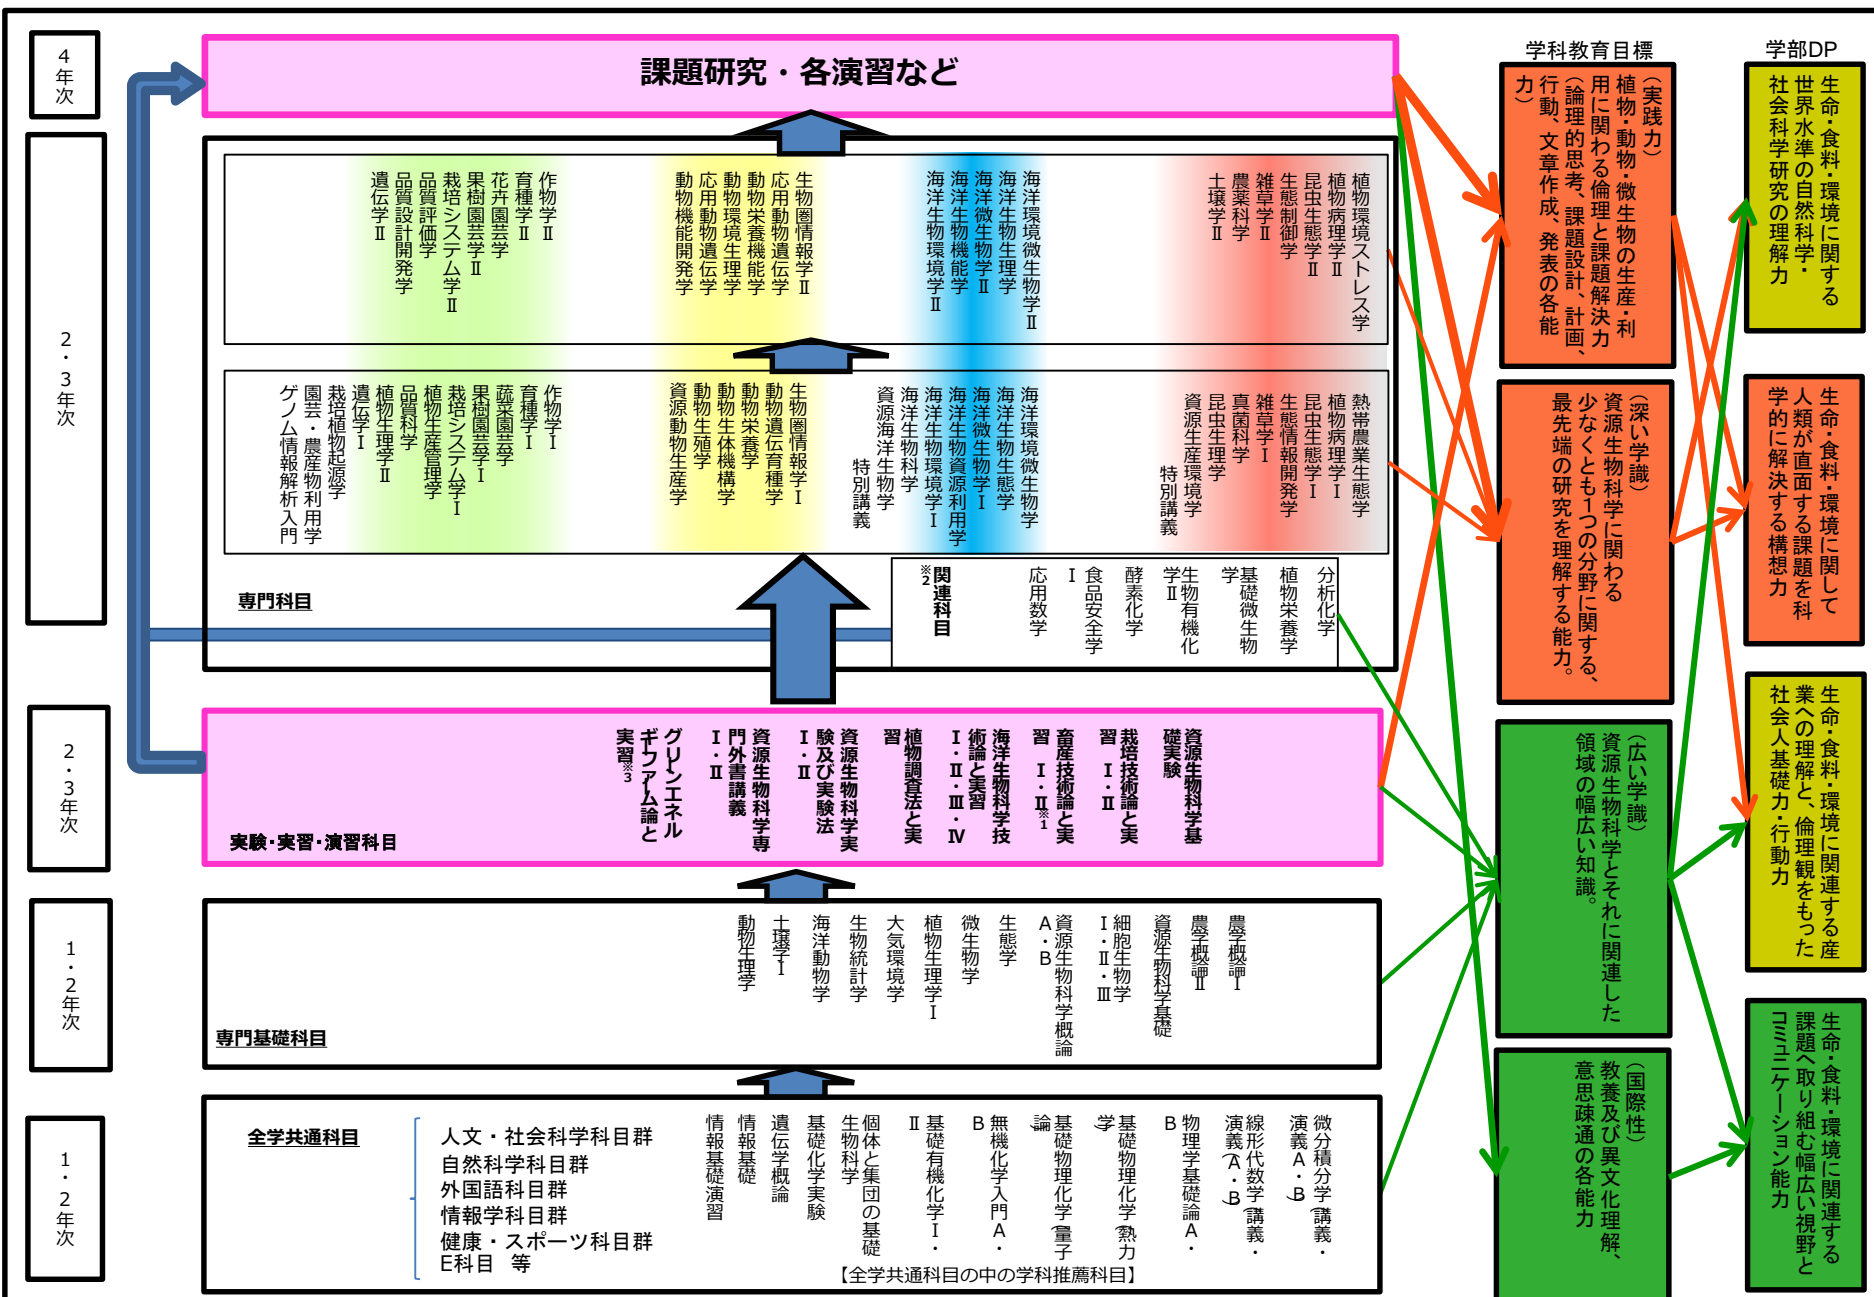 学科教育目標
学部DP
4年次
課題研究・各演習など
2・3年次
植物環境ストレス学
植物病理学Ⅱ
昆虫生態学Ⅱ
生態制御学
雑草学Ⅱ
農薬科学
土壌学Ⅱ
海洋環境微生物学Ⅱ
海洋生物生理学
海洋微生物学Ⅱ
海洋生物機能学
海洋生物環境学Ⅱ
生物圏情報学Ⅱ
応用動物遺伝学
動物栄養機能学
動物環境生理学
応用動物遺伝学
動物機能開発学
作物学Ⅱ
育種学Ⅱ
花卉園芸学
果樹園芸学Ⅱ
栽培システム学Ⅱ
品質評価学
品質設計開発学
遺伝学Ⅱ
熱帯農業生態学
植物病理学Ⅰ
昆虫生態学Ⅰ
生態情報開発学
雑草学Ⅰ
真菌科学
昆虫生理学
資源生産環境学
特別講義
海洋環境微生物学
海洋生物生態学
海洋微生物学Ⅰ
海洋生物資源利用学
海洋生物環境学Ⅰ
海洋生物科学
資源海洋生物学
特別講義
生物圏情報学Ⅰ
動物遺伝育種学
動物栄養学
動物生体機構学
動物生殖学
資源動物生産学
作物学Ⅰ
育種学Ⅰ
蔬菜園芸学
果樹園芸学Ⅰ
栽培システム学Ⅰ
植物生産管理学
品質科学
植物生理学Ⅱ
遺伝学Ⅰ
栽培植物起源学
園芸・農産物利用学
ゲノム情報解析入門
専門科目
分析化学
植物栄養学
基礎微生物
学
生物有機化
学Ⅱ
酵素化学
食品安全学
Ⅰ
応用数学
関連科目
※2
2・3年次
資源生物科学基
礎実験
栽培技術論と実
習 Ⅰ・Ⅱ
畜産技術論と実
習 Ⅰ・Ⅱ※1
海洋生物科学技
術論と実習
Ⅰ・Ⅱ・Ⅲ・Ⅳ
植物調査法と実
習
資源生物科学実
験及び実験法
Ⅰ・Ⅱ
資源生物科学専
門外書講義
Ⅰ・Ⅱ
グリーンエネル
ギーファーム論と
実習※3
実験・実習・演習科目
1・2年次
農学概論Ⅰ
農学概論Ⅱ
資源生物科学基礎
細胞生物学
Ⅰ・Ⅱ・Ⅲ
資源生物科学概論
A・B
生態学
微生物学
植物生理学Ⅰ
大気環境学
生物統計学
海洋動物学
土壌学Ⅰ
動物生理学
専門基礎科目
1・2年次
全学共通科目
人文・社会科学科目群
自然科学科目群
外国語科目群
情報学科目群
健康・スポーツ科目群
E科目 等
微分積分学（講義・
演義）A・B
線形代数学（講義・
演義）A・B
物理学基礎論A・
B
基礎物理化学（熱力
学）
基礎物理化学（量子
論）
無機化学入門A・
B
基礎有機化学Ⅰ・
Ⅱ
個体と集団の基礎
生物科学
基礎化学実験
遺伝学概論
情報基礎
情報基礎演習
【全学共通科目の中の学科推薦科目】
（実践力）
植物・動物・微生物の生産・利
用に関わる倫理と課題解決力
（論理的思考、課題設計、計画、
行動、文章作成、発表の各能
力）
（深い学識）
資源生物科学に関わる
少なくとも1つの分野に関する、
最先端の研究を理解する能力。
（広い学識）
資源生物科学とそれに関連した
領域の幅広い知識。
（国際性）
教養及び異文化理解、
意思疎通の各能力
生命・食料・環境に関する
世界水準の自然科学・
社会科学研究の理解力
生命・食料・環境に関して
人類が直面する課題を科
学的に解決する構想力
生命・食料・環境に関連する産
業への理解と、倫理観をもった
社会人基礎力・行動力
生命・食料・環境に関連する
課題へ取り組む幅広い視野と
コミュニケーション能力